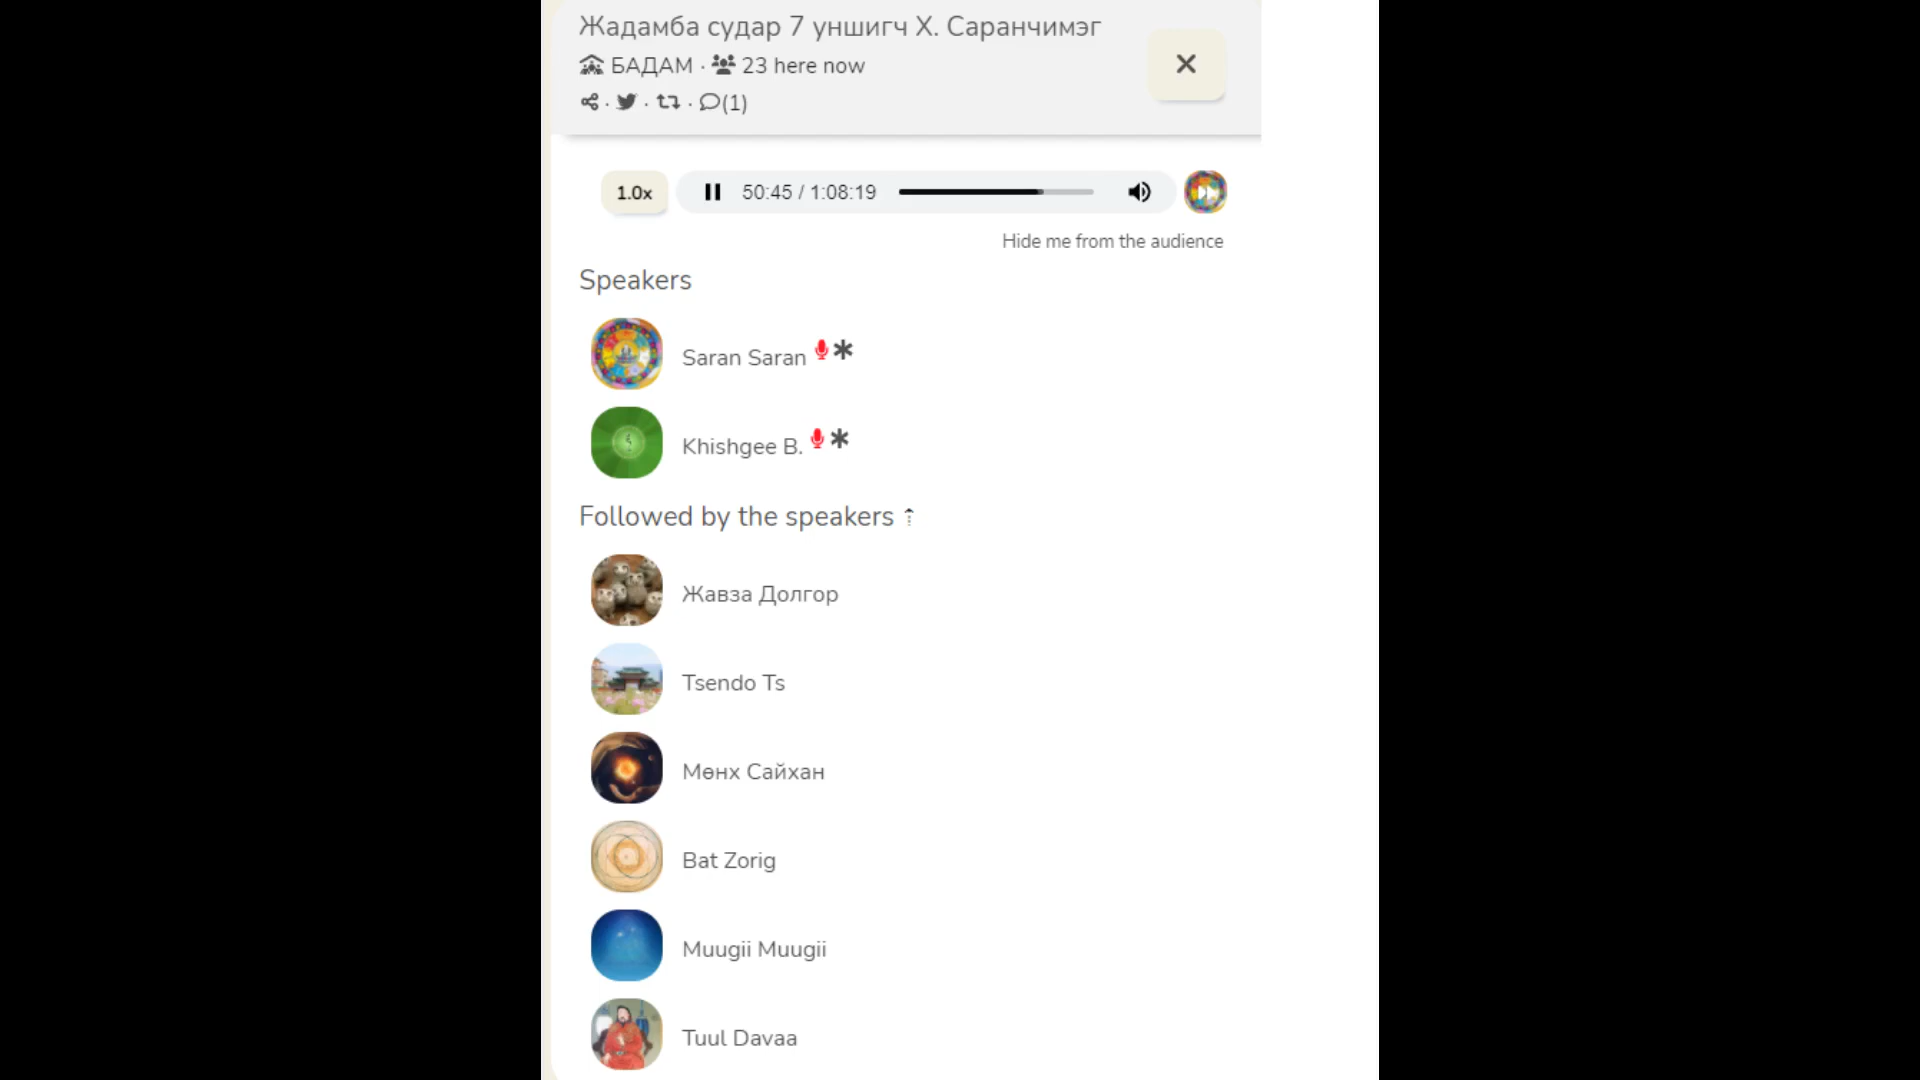 Жадамба судар 7 уншигч Х. Саранчимэг
БАДАМ · 23 here now
· · · (1)
1.0x 50:45 / 1:08:19
Hide me from the audience
Speakers
Saran Saran
Khishgee B.
Followed by the speakers
Жавза Долгор
Tsendo Ts
Мөнх Сайхан
Bat Zorig
Muugii Muugii
Tuul Davaa